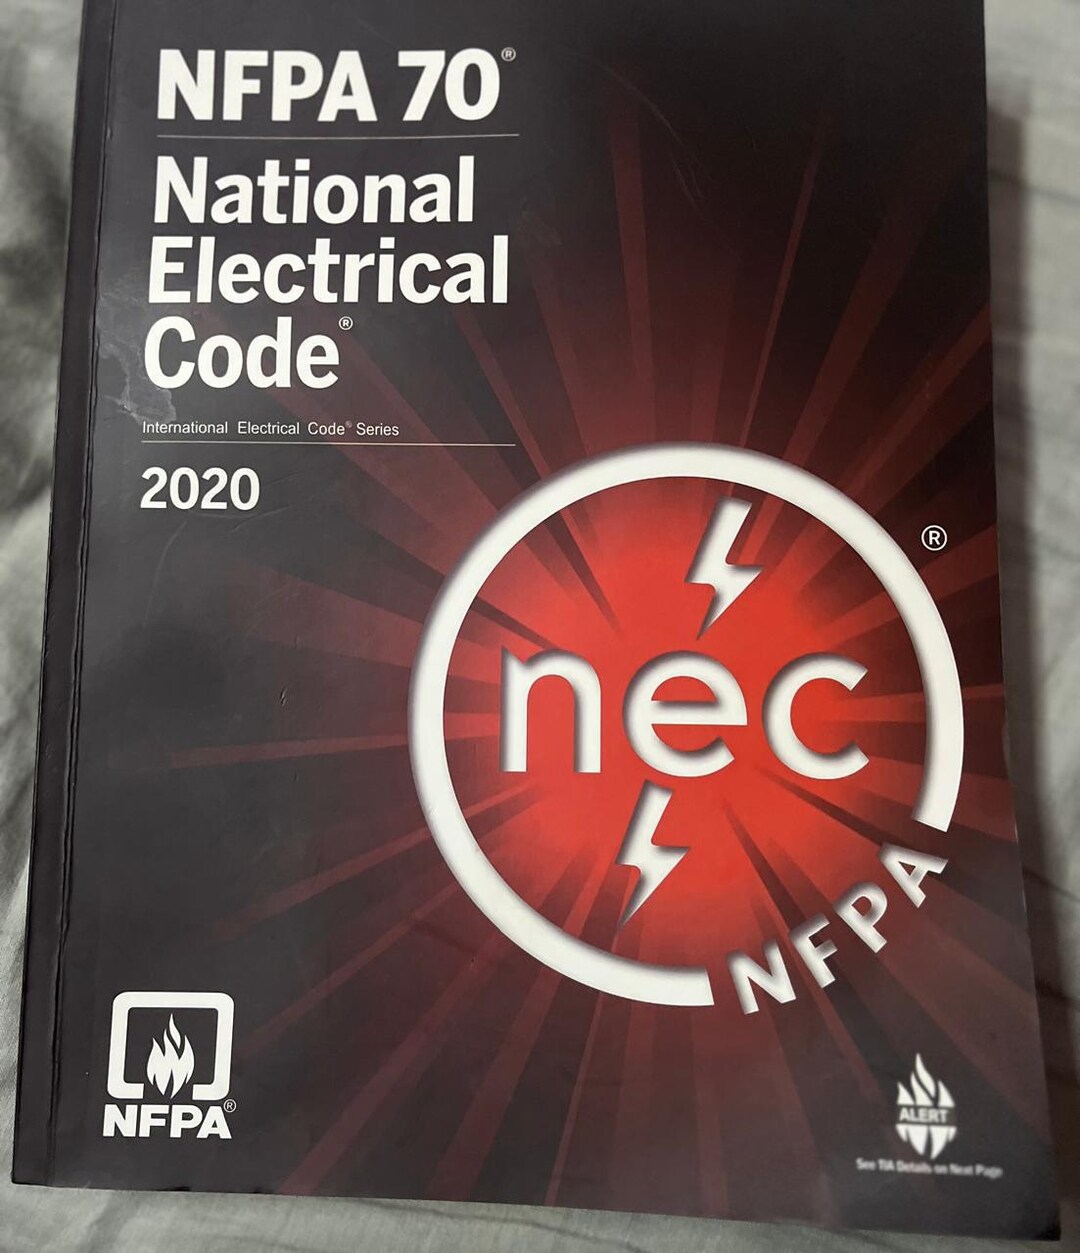 NFPA 70®
National
Electrical
Code®
International Electrical Code® Series
2020
®
nec
NFPA
NFPA®
ALERT
See TIA Details on Next Page